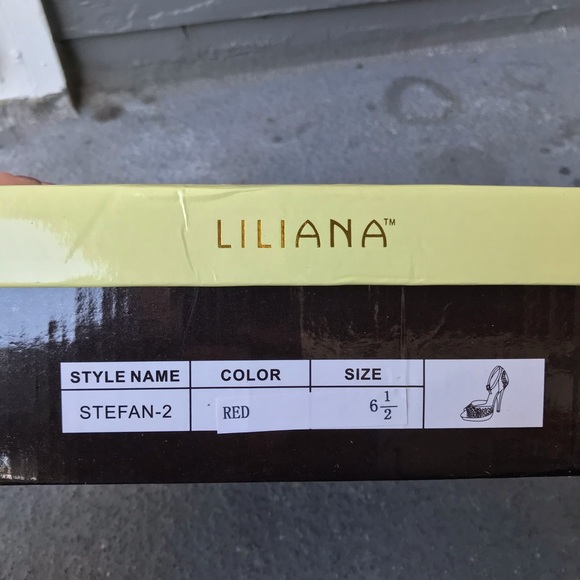 LILIANA™
STYLE NAME COLOR SIZE
STEFAN-2 RED 6 1/2